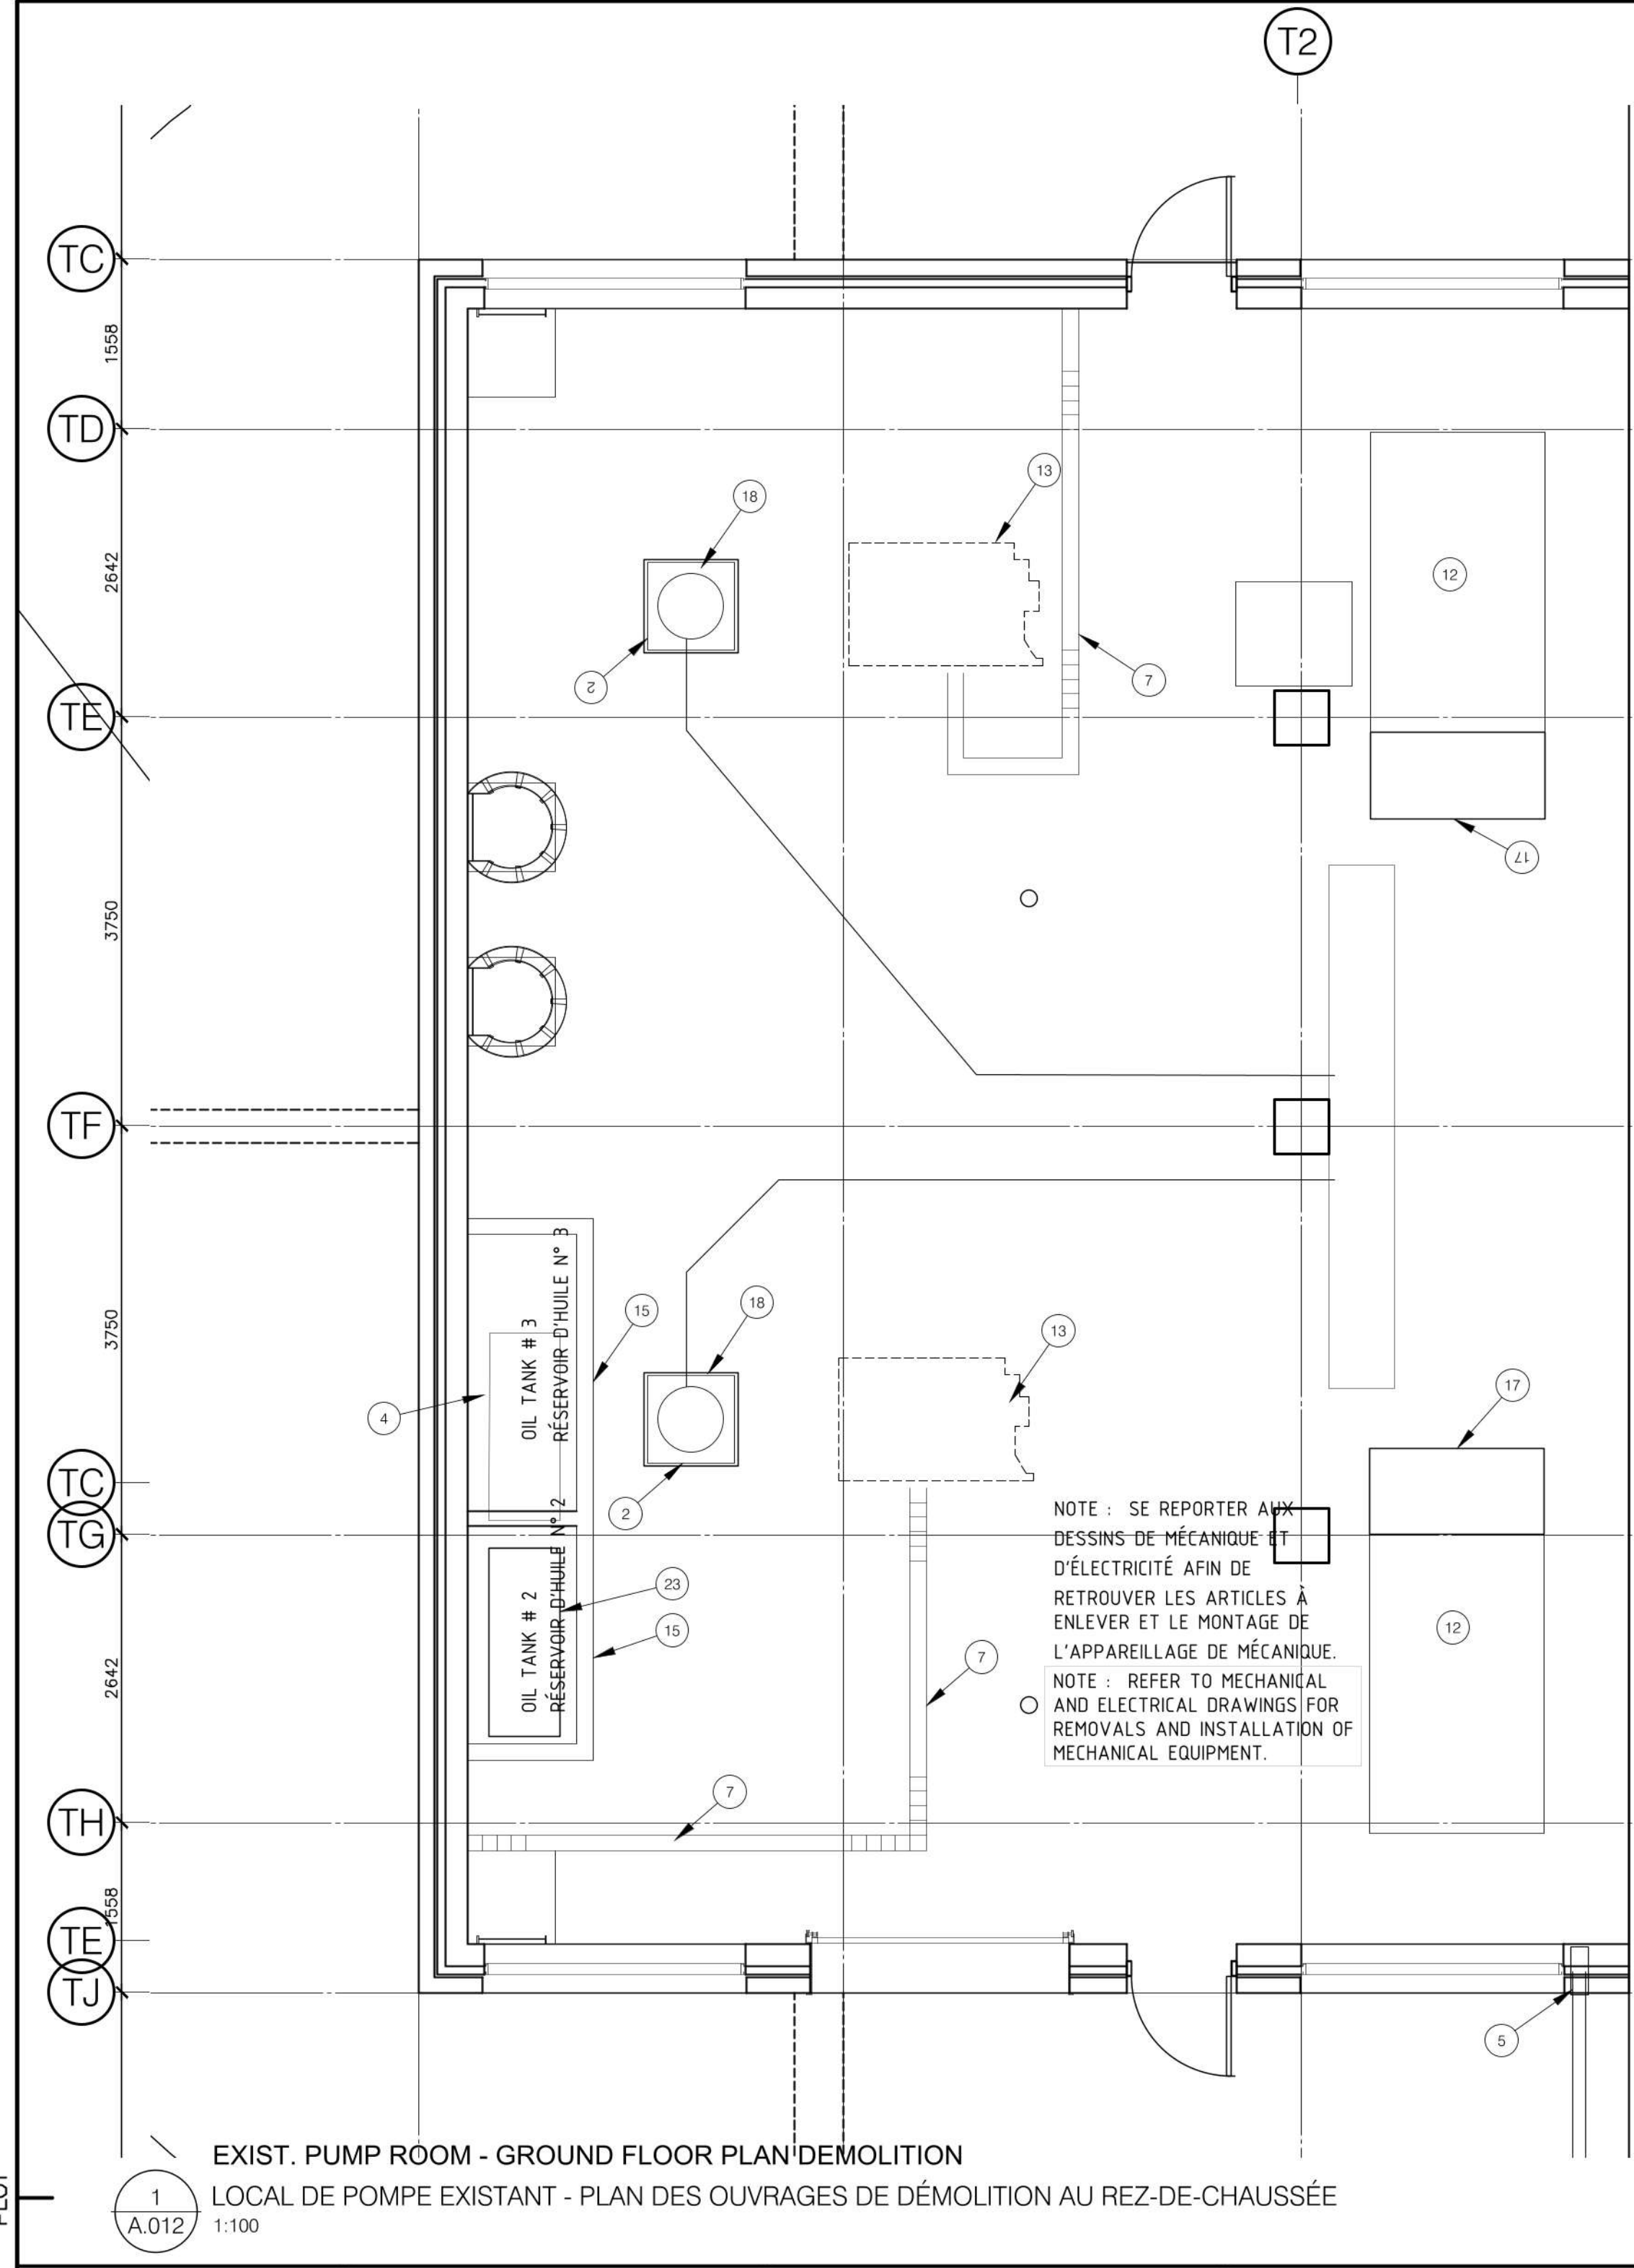 T2
TC
1558
TD
13
18
12
2642
2
7
TE
17
3750
TF
OIL TANK # 3
RÉSERVOIR D'HUILE N° 3
15
18
13
3750
17
4
TC
2
TG
NOTE : SE REPORTER AUX
DESSINS DE MÉCANIQUE ET
D'ÉLECTRICITÉ AFIN DE
RETROUVER LES ARTICLES À
ENLEVER ET LE MONTAGE DE
L'APPAREILLAGE DE MÉCANIQUE.
OIL TANK # 2
RÉSERVOIR D'HUILE N° 2
23
15
12
7
2642
NOTE : REFER TO MECHANICAL
AND ELECTRICAL DRAWINGS FOR
REMOVALS AND INSTALLATION OF
MECHANICAL EQUIPMENT.
7
TH
1558
TE
TJ
5
EXIST. PUMP ROOM - GROUND FLOOR PLAN DEMOLITION
1
LOCAL DE POMPE EXISTANT - PLAN DES OUVRAGES DE DÉMOLITION AU REZ-DE-CHAUSSÉE
A.012
1:100